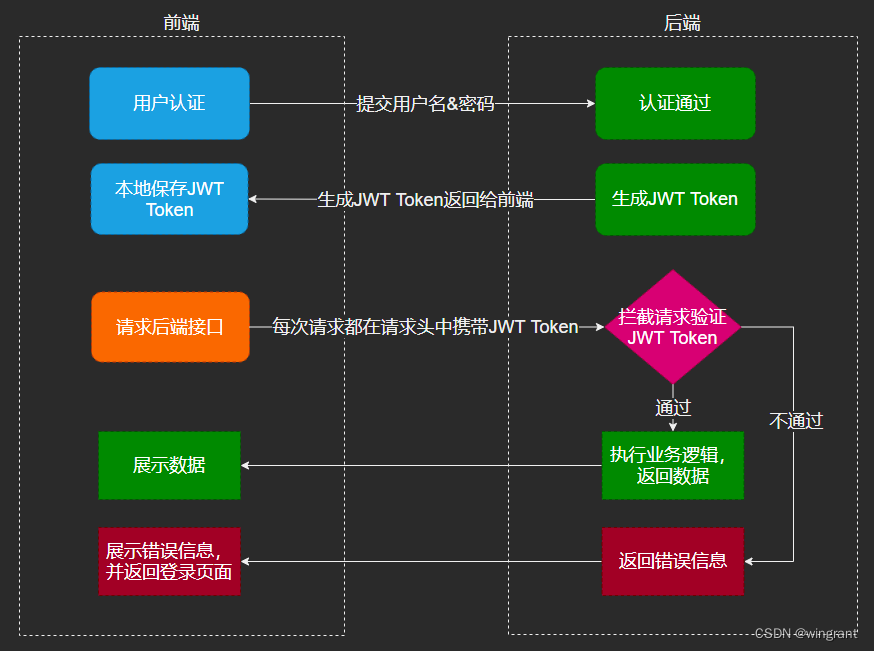 前端
后端
用户认证
提交用户名&密码
认证通过
本地保存JWT
Token
生成JWT Token返回给前端
生成JWT Token
请求后端接口
每次请求都在请求头中携带JWT Token
拦截请求验证
JWT Token
通过
不通过
展示数据
执行业务逻辑，
返回数据
展示错误信息，
并返回登录页面
返回错误信息
CSDN @wingrant